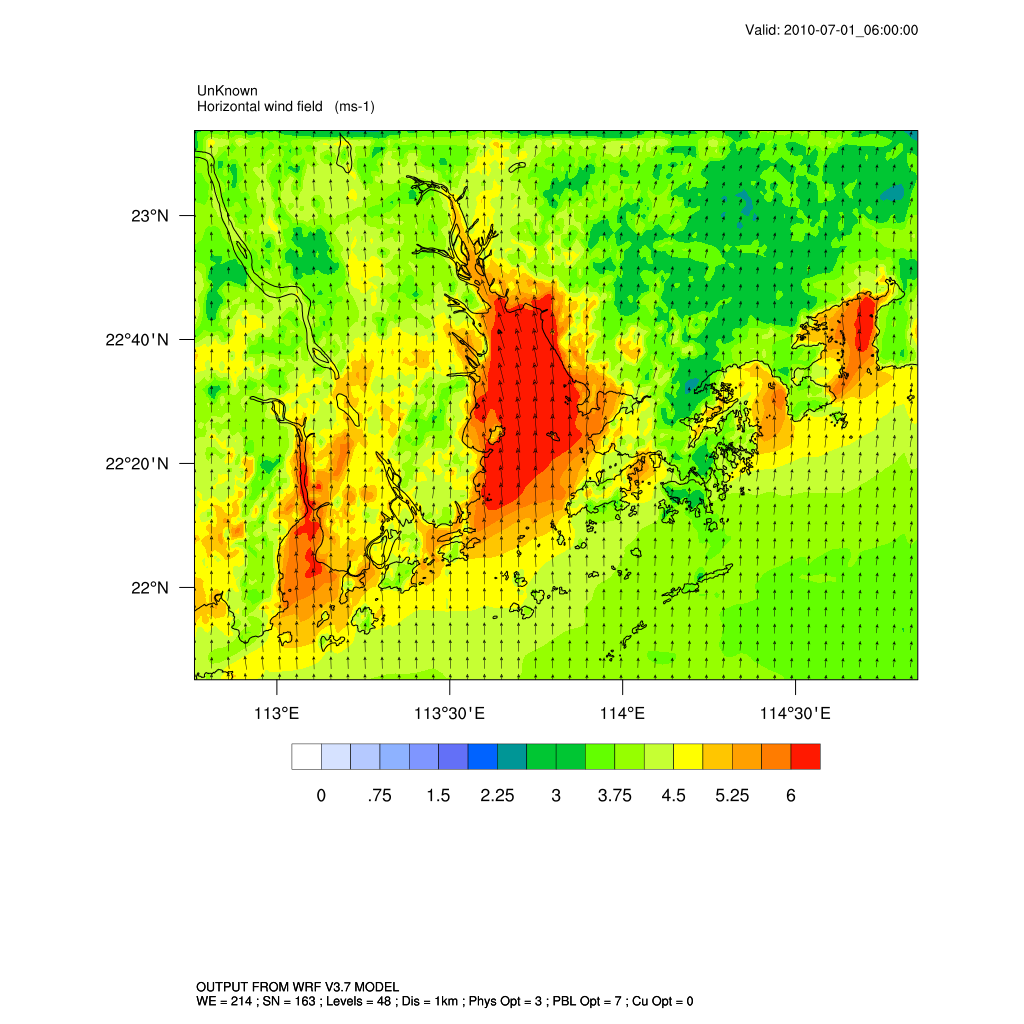 Valid: 2010-07-01_06:00:00
UnKnown
Horizontal wind field (ms-1)
23°N
22°40'N
22°20'N
22°N
113°E 113°30'E 114°E 114°30'E
0 .75 1.5 2.25 3 3.75 4.5 5.25 6
OUTPUT FROM WRF V3.7 MODEL
WE = 214 ; SN = 163 ; Levels = 48 ; Dis = 1km ; Phys Opt = 3 ; PBL Opt = 7 ; Cu Opt = 0